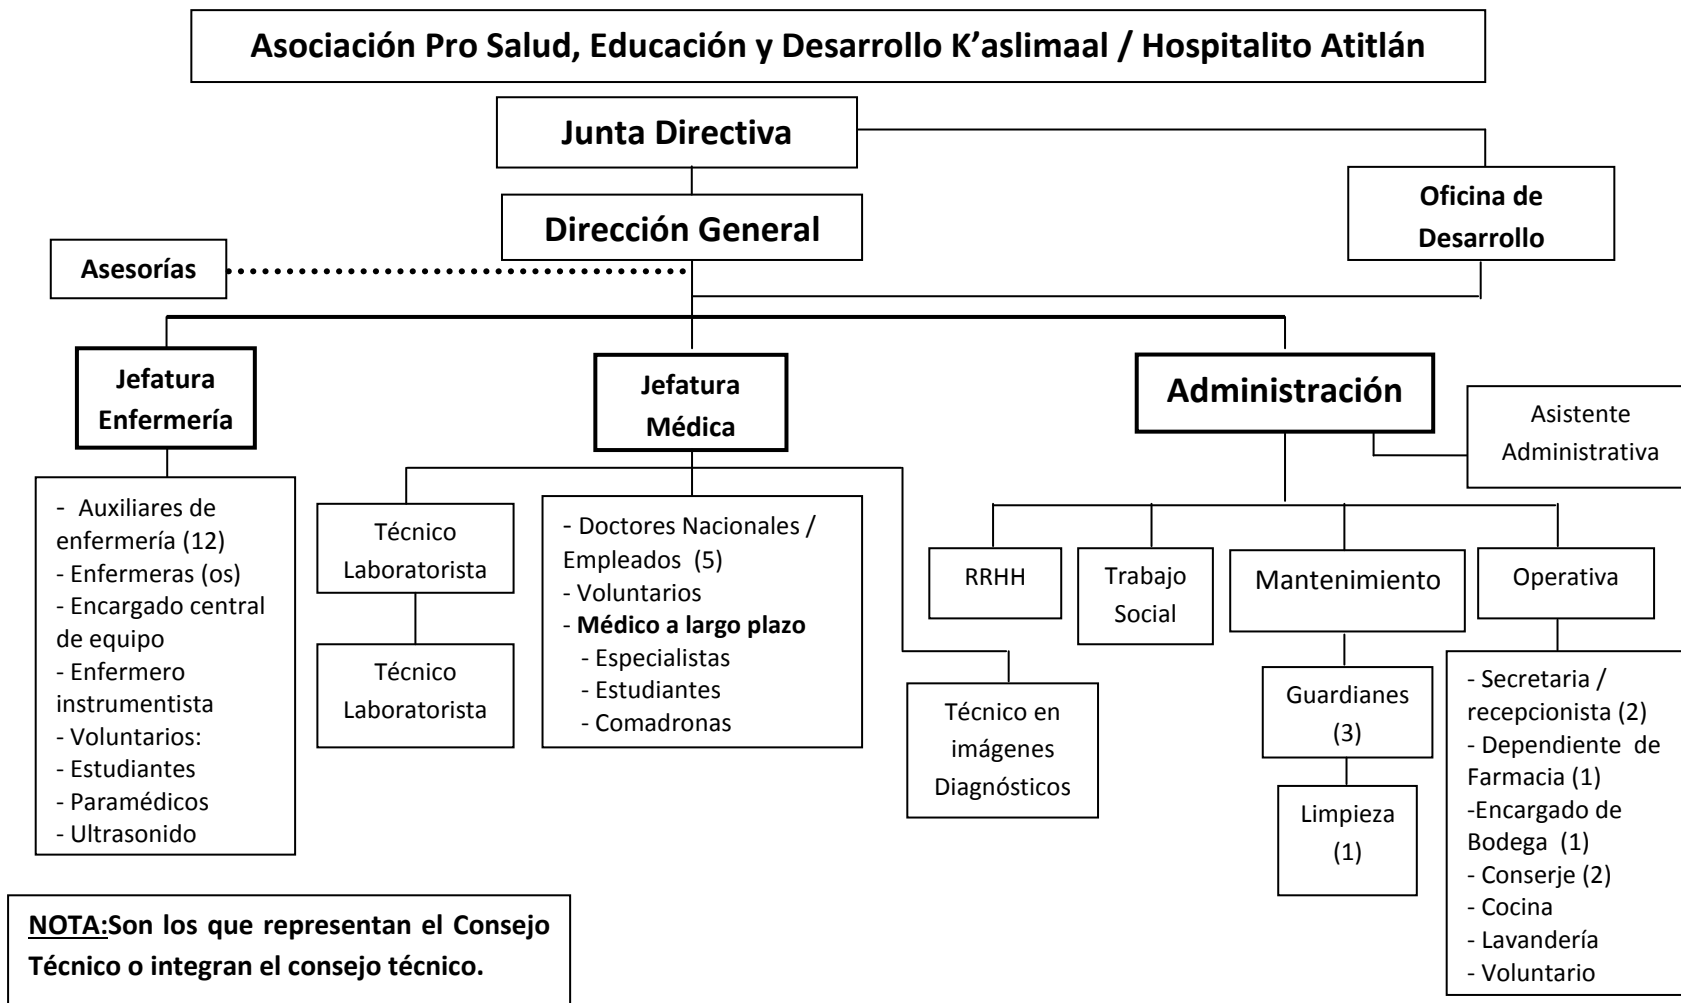 Asociación Pro Salud, Educación y Desarrollo K’aslimaal / Hospitalito Atitlán
Junta Directiva
Dirección General
Oficina de
Desarrollo
Asesorías
Jefatura
Enfermería
Jefatura
Médica
Administración
Asistente
Administrativa
- Auxiliares de
enfermería (12)
- Enfermeras (os)
- Encargado central
de equipo
- Enfermero
instrumentista
- Voluntarios:
- Estudiantes
- Paramédicos
- Ultrasonido
Técnico
Laboratorista
Técnico
Laboratorista
- Doctores Nacionales /
Empleados (5)
- Voluntarios
- Médico a largo plazo
- Especialistas
- Estudiantes
- Comadronas
Técnico en
imágenes
Diagnósticos
RRHH
Trabajo
Social
Mantenimiento
Operativa
Guardianes
(3)
Limpieza
(1)
- Secretaria /
recepcionista (2)
- Dependiente de
Farmacia (1)
-Encargado de
Bodega (1)
- Conserje (2)
- Cocina
- Lavandería
- Voluntario
NOTA:Son los que representan el Consejo
Técnico o integran el consejo técnico.